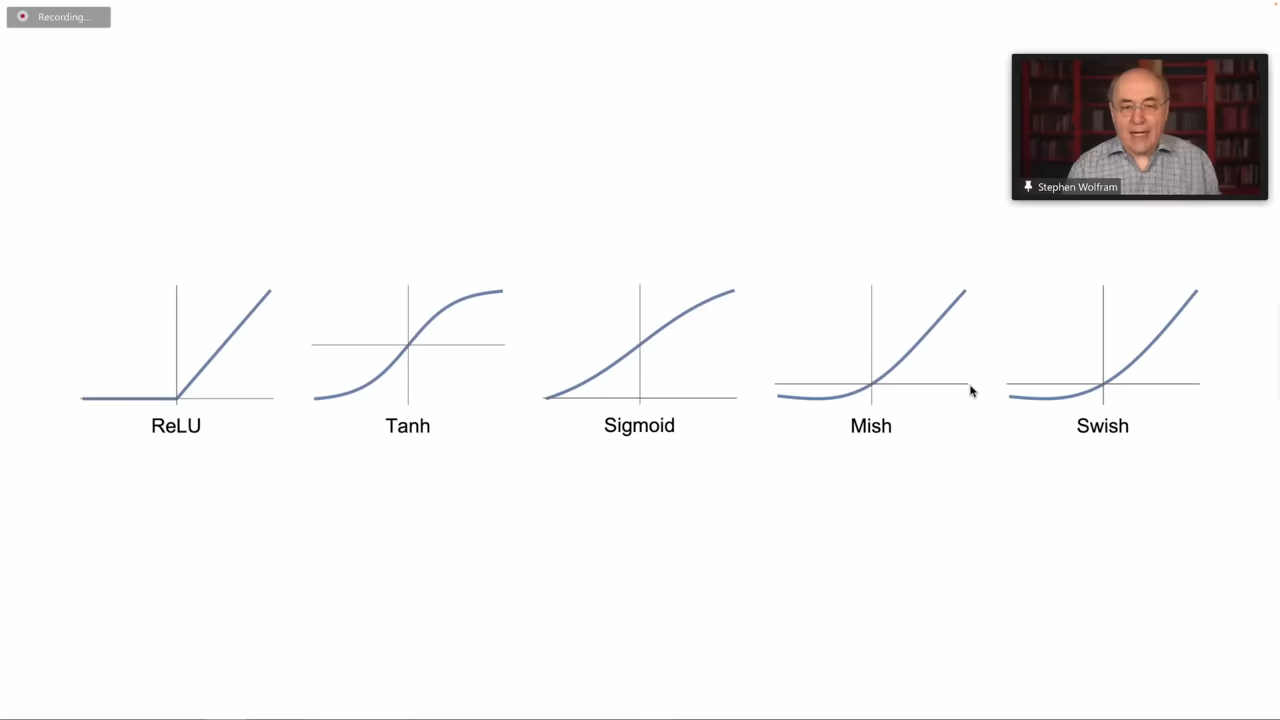 Recording...
Stephen Wolfram
ReLU
Tanh
Sigmoid
Mish
Swish